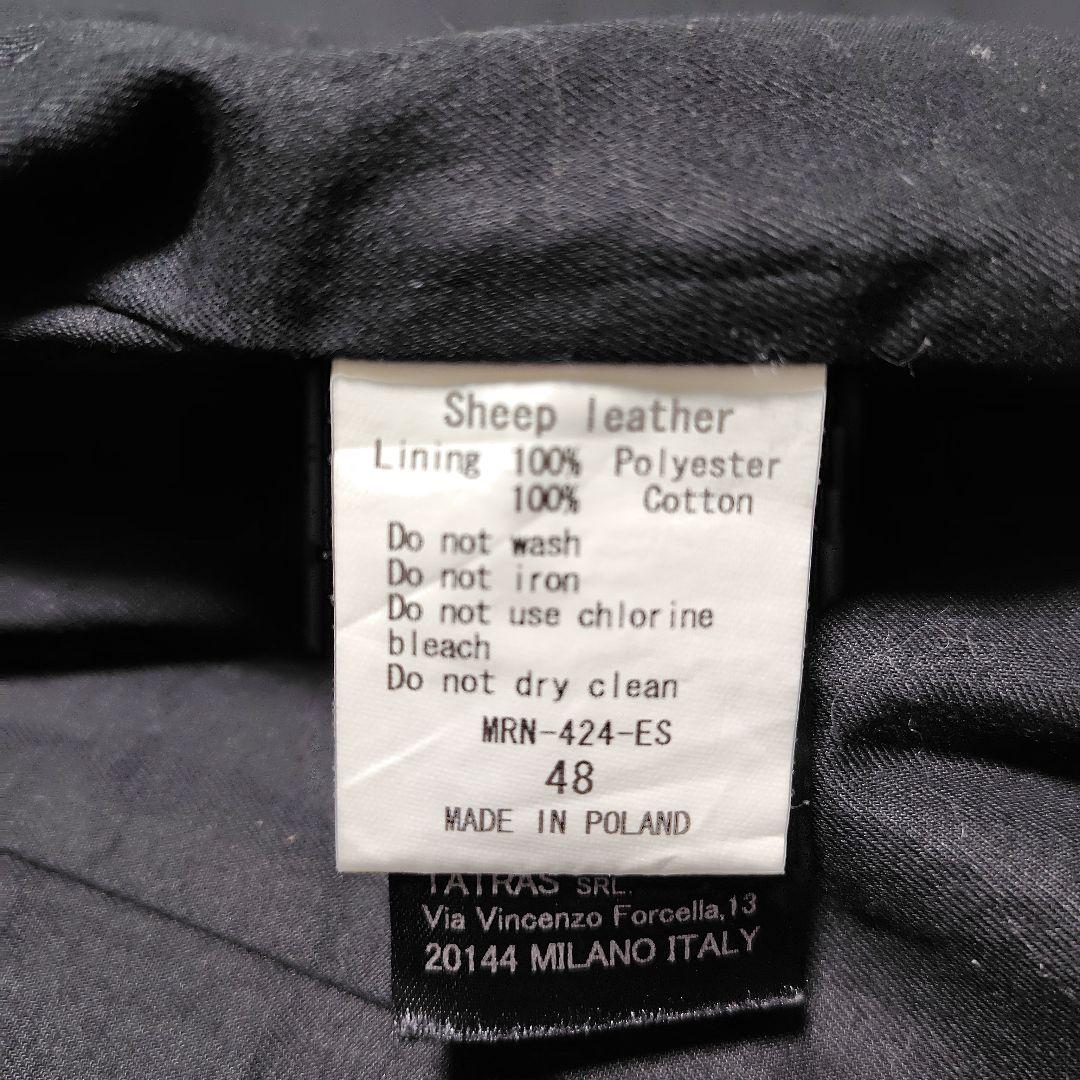 Sheep leather
Lining 100% Polyester
100% Cotton
Do not wash
Do not iron
Do not use chlorine
bleach
Do not dry clean
MRN-424-ES
48
MADE IN POLAND
TATRAS SRL.
Via Vincenzo Forcella,13
20144 MILANO ITALY